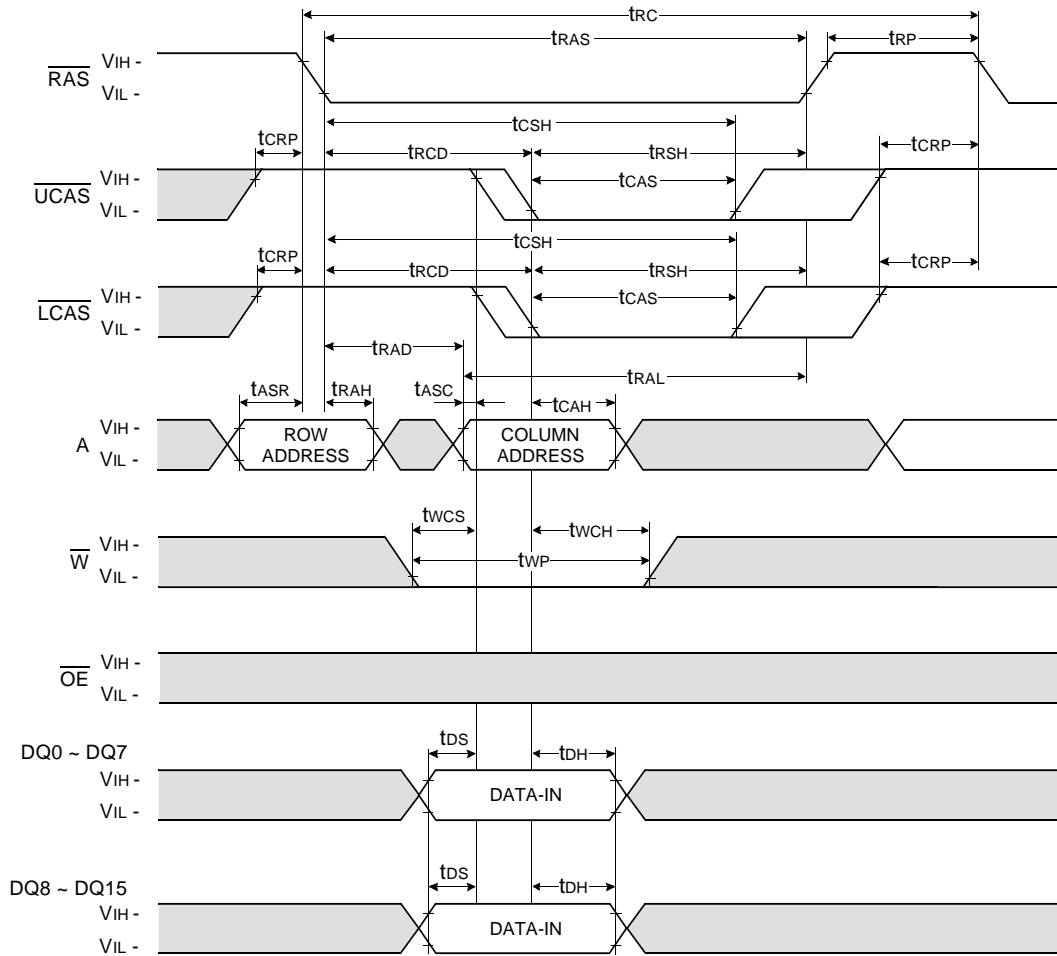 tRC
tRAS
tRP
RAS
VIH -
VIL -
tCSH
tCRP
tRCD
tRSH
tCRP
UCAS
VIH -
VIL -
tCAS
tCSH
tCRP
tRCD
tRSH
tCRP
LCAS
VIH -
VIL -
tCAS
tRAD
tRAL
tASR
tRAH
tASC
tCAH
A
VIH -
VIL -
ROW
ADDRESS
COLUMN
ADDRESS
tWCS
tWCH
W
VIH -
VIL -
tWP
OE
VIH -
VIL -
DQ0 ~ DQ7
tDS
tDH
VIH -
VIL -
DATA-IN
DQ8 ~ DQ15
tDS
tDH
VIH -
VIL -
DATA-IN